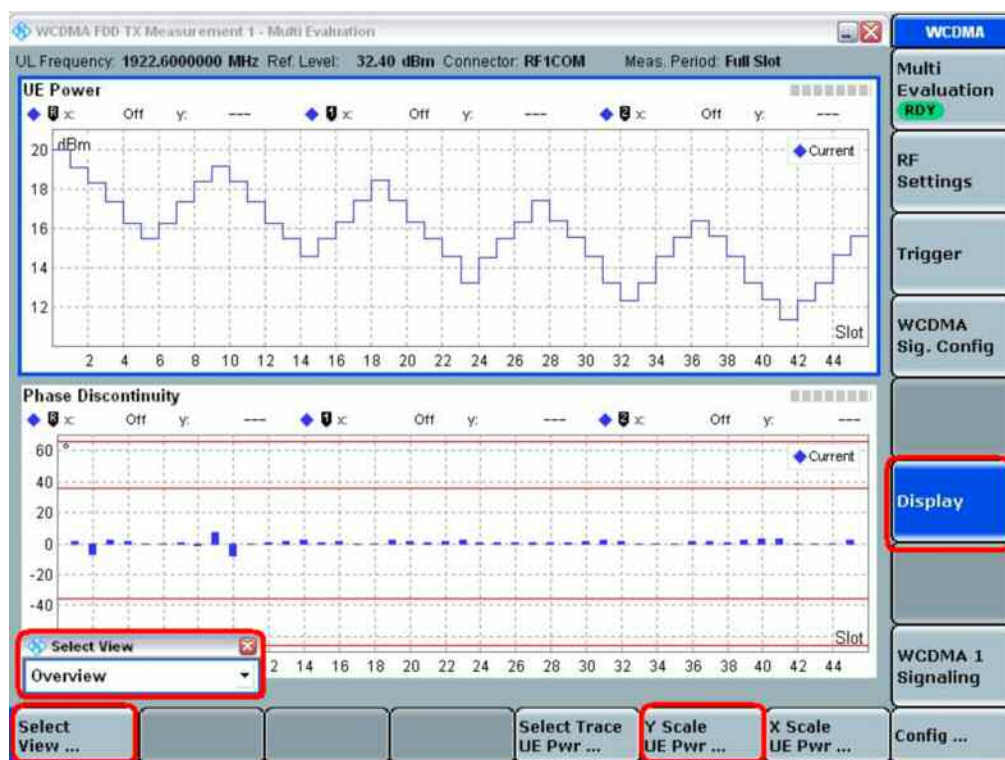 WCDMA FDD TX Measurement 1 - Multi Evaluation
WCDMA
UL Frequency: 1922.6000000 MHz Ref. Level: 32.40 dBm Connector: RF1COM Meas. Period: Full Slot
Multi
Evaluation
RDY
UE Power
R x: Off y: --- 1 x: Off y: --- 2 x: Off y: ---
dBm
Current
20
18
16
14
12
Slot
2 4 6 8 10 12 14 16 18 20 22 24 26 28 30 32 34 36 38 40 42 44
RF
Settings
Trigger
WCDMA
Sig. Config
Phase Discontinuity
R x: Off y: --- 1 x: Off y: --- 2 x: Off y: ---
°
Current
60
40
20
0
-20
-40
Slot
2 14 16 18 20 22 24 26 28 30 32 34 36 38 40 42 44
Display
Select View
Overview
WCDMA 1
Signaling
Select
View ...
Select Trace
UE Pwr ...
Y Scale
UE Pwr ...
X Scale
UE Pwr ...
Config ...